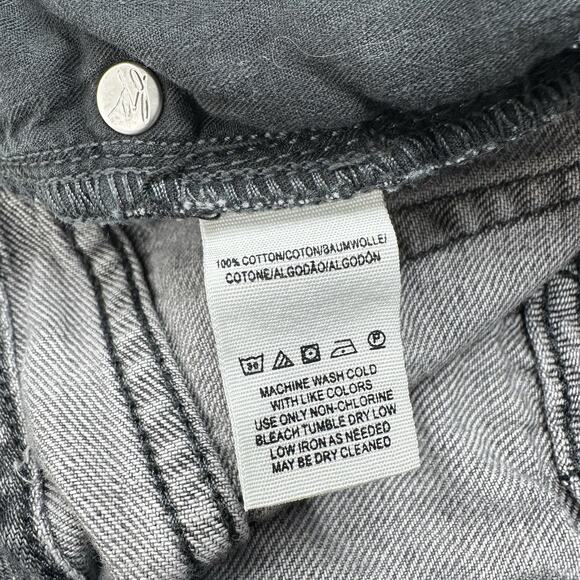 100% COTTON/COTON/BAUMWOLLE/
COTONE/ALGODÃO/ALGODÓN
30
P
MACHINE WASH COLD
WITH LIKE COLORS
USE ONLY NON-CHLORINE
BLEACH TUMBLE DRY LOW
LOW IRON AS NEEDED
MAY BE DRY CLEANED